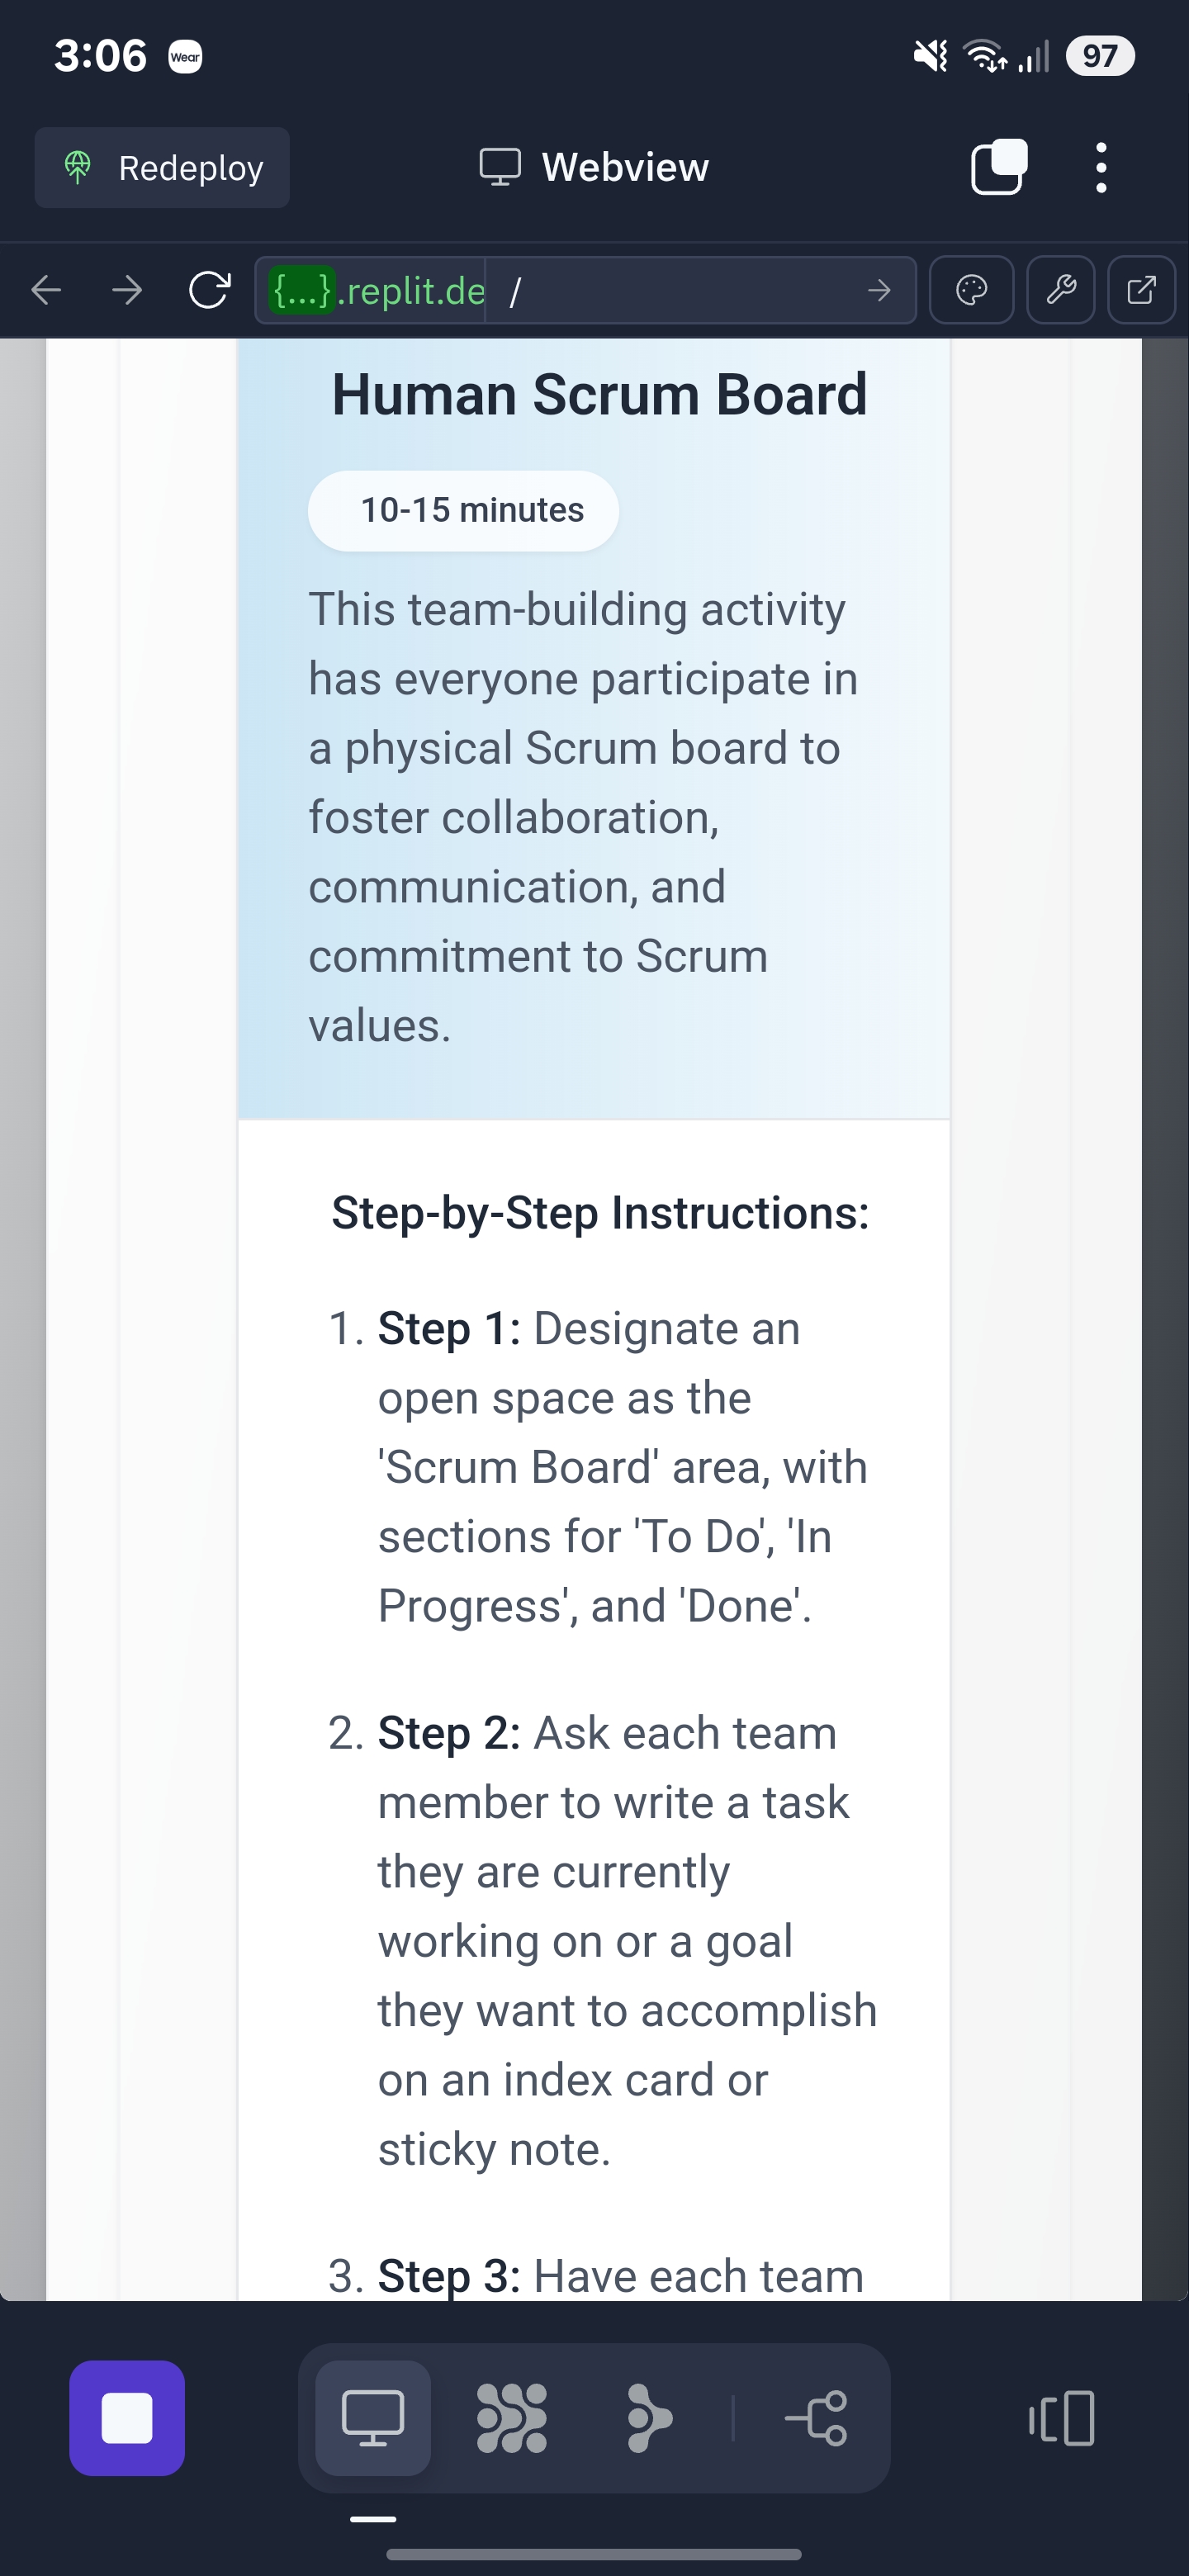 3:06 Wear 97
Redeploy Webview
{...}.replit.de /
Human Scrum Board
10-15 minutes
This team-building activity
has everyone participate in
a physical Scrum board to
foster collaboration,
communication, and
commitment to Scrum
values.
Step-by-Step Instructions:
1. Step 1: Designate an
open space as the
'Scrum Board' area, with
sections for 'To Do', 'In
Progress', and 'Done'.
2. Step 2: Ask each team
member to write a task
they are currently
working on or a goal
they want to accomplish
on an index card or
sticky note.
3. Step 3: Have each team